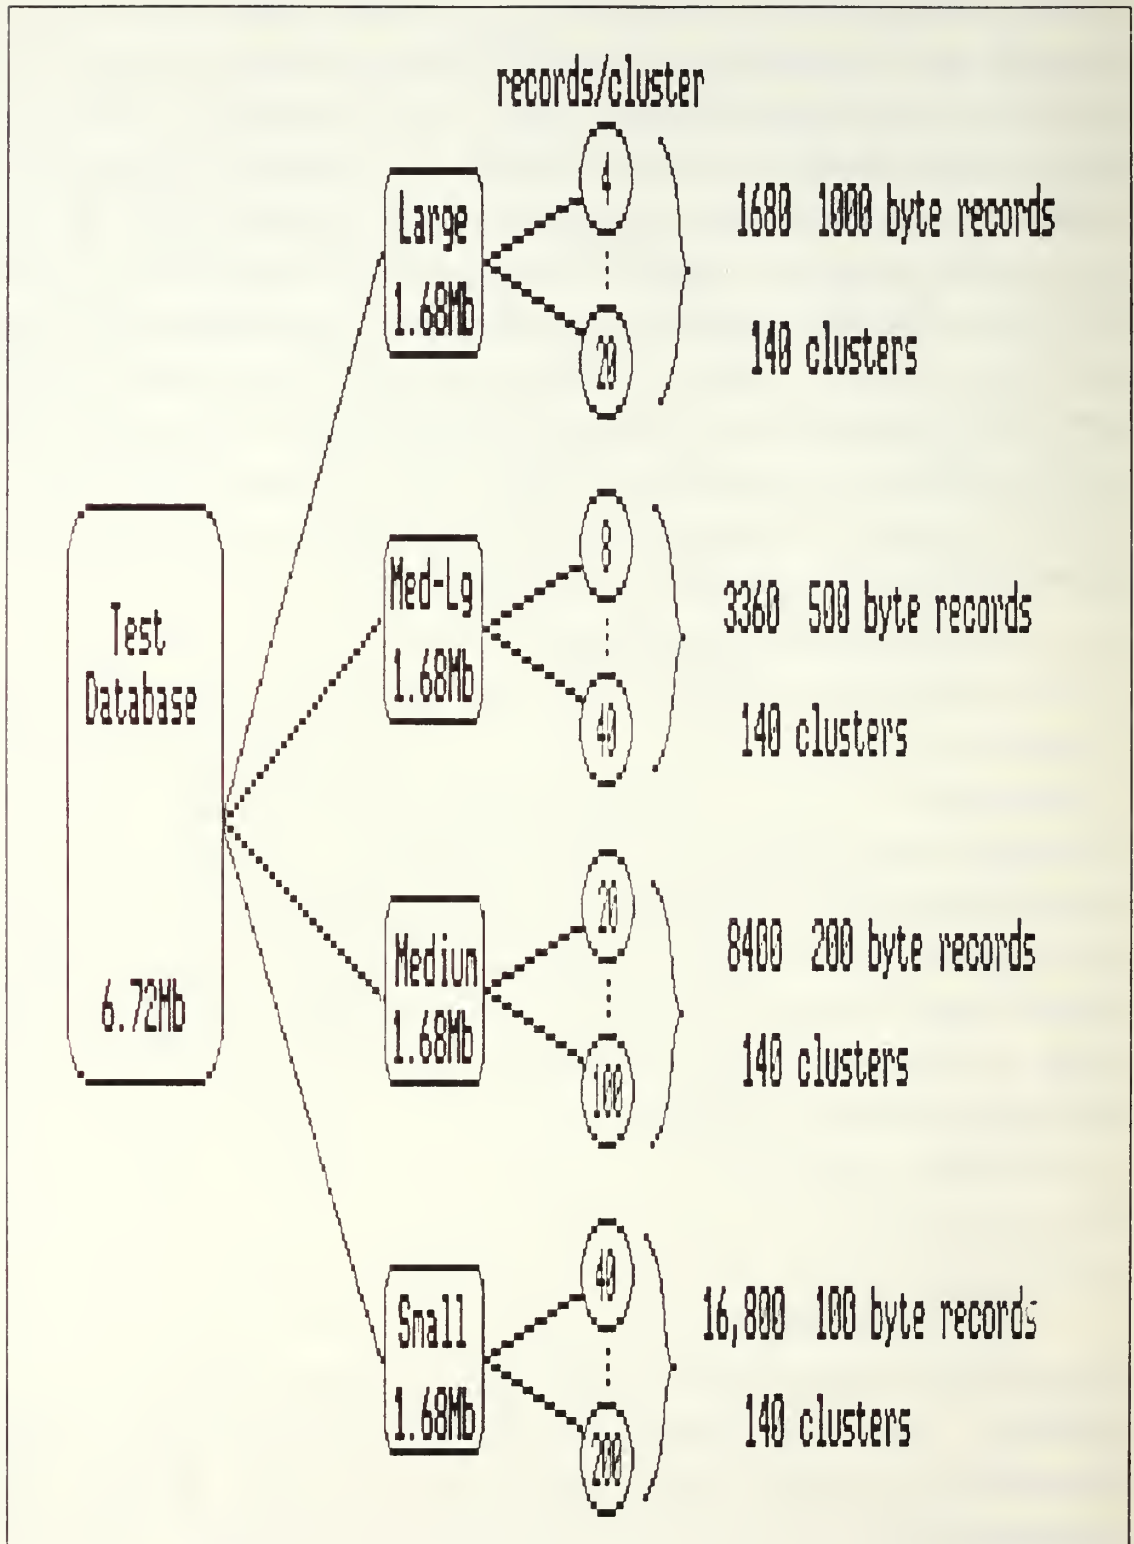 records/cluster
4
Large
1.68Mb
20
1680 1000 byte records
140 clusters
8
Med-Lg
1.68Mb
40
3360 500 byte records
140 clusters
Test
Database
6.72Mb
20
Medium
1.68Mb
100
8400 200 byte records
140 clusters
40
Small
1.68Mb
200
16,800 100 byte records
140 clusters